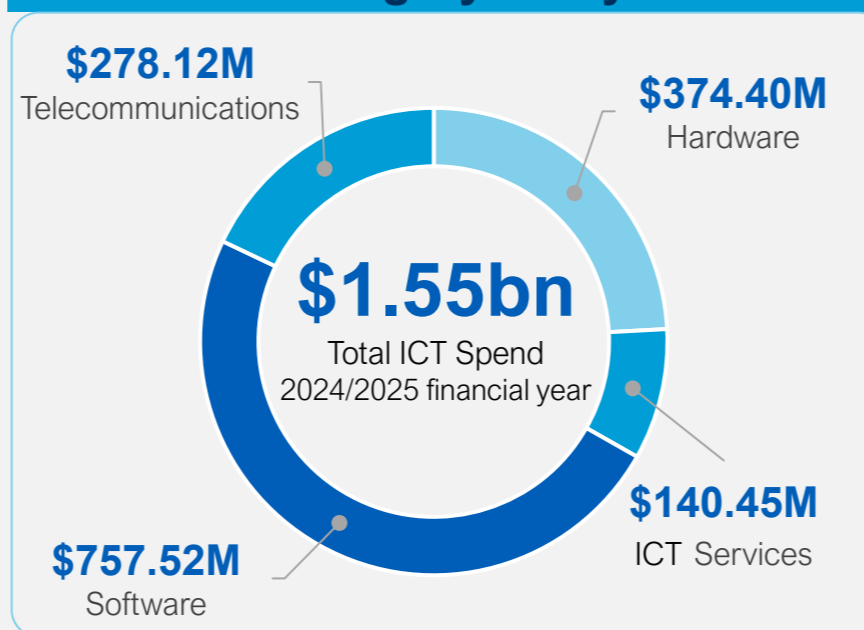 $278.12M
Telecommunications
$374.40M
Hardware
$1.55bn
Total ICT Spend
2024/2025 financial year
$140.45M
ICT Services
$757.52M
Software